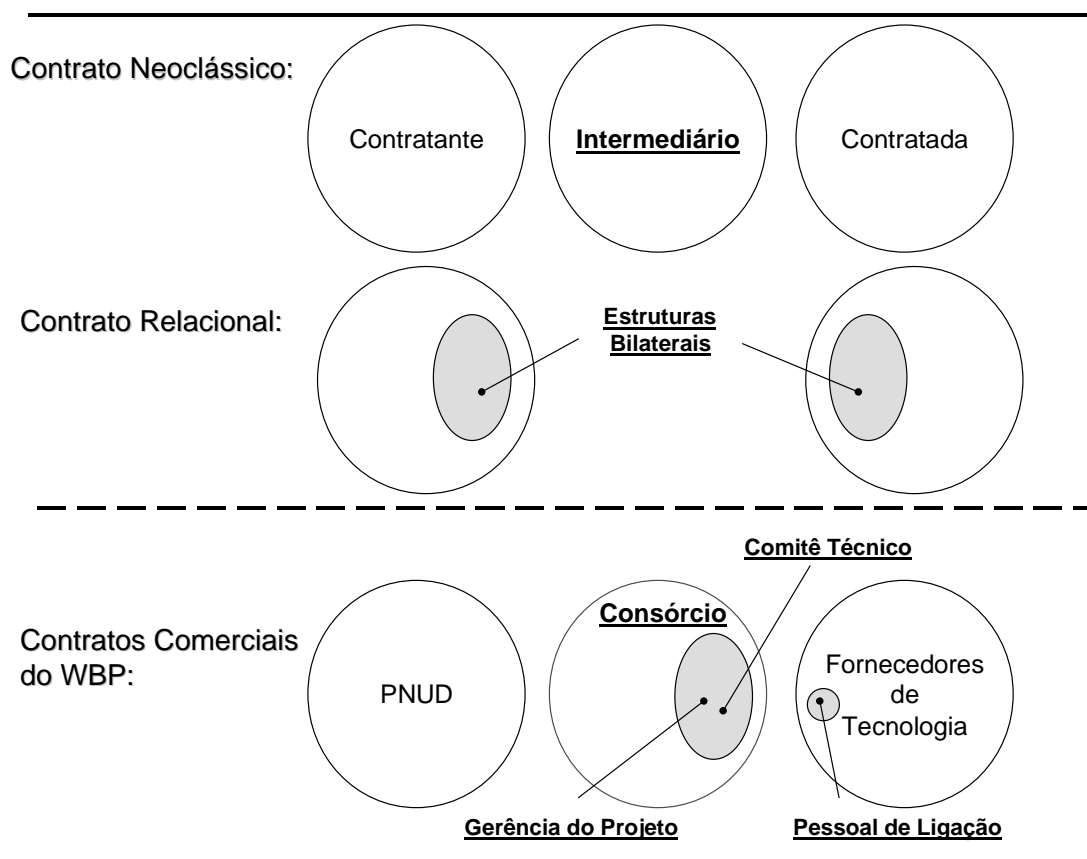 Contrato Neoclássico:
Contratante
Intermediário
Contratada
Contrato Relacional:
Estruturas
Bilaterais
Comitê Técnico
Contratos Comerciais
do WBP:
PNUD
Consórcio
Fornecedores
de
Tecnologia
Gerência do Projeto
Pessoal de Ligação